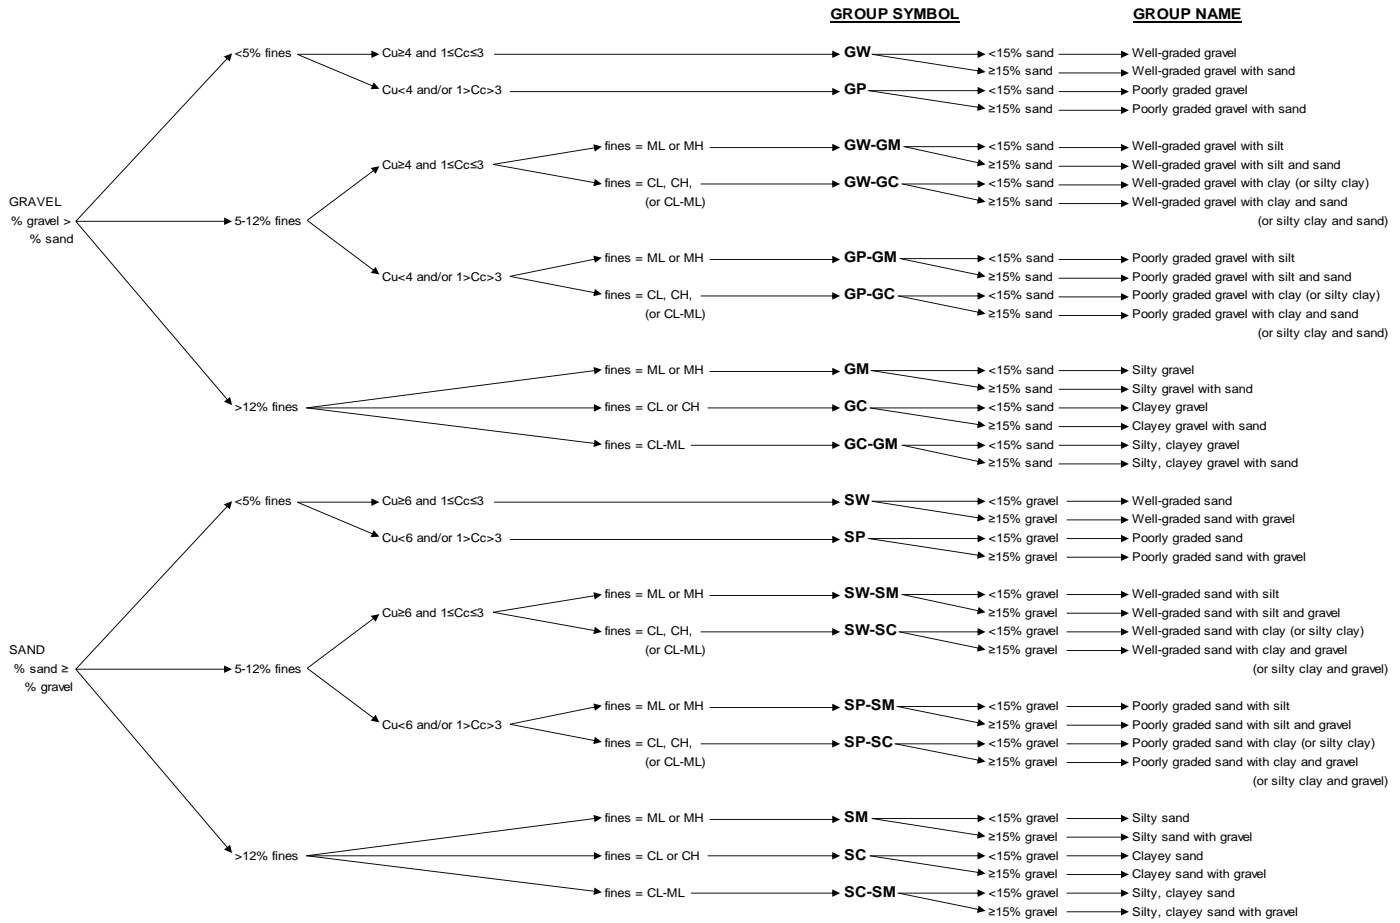 GROUP SYMBOL GROUP NAME
<5% fines Cu≥4 and 1≤Cc≤3 GW <15% sand Well-graded gravel
≥15% sand Well-graded gravel with sand
Cu<4 and/or 1>Cc>3 GP <15% sand Poorly graded gravel
≥15% sand Poorly graded gravel with sand
fines = ML or MH GW-GM <15% sand Well-graded gravel with silt
Cu≥4 and 1≤Cc≤3 ≥15% sand Well-graded gravel with silt and sand
fines = CL, CH, GW-GC <15% sand Well-graded gravel with clay (or silty clay)
GRAVEL (or CL-ML) ≥15% sand Well-graded gravel with clay and sand
% gravel > 5-12% fines (or silty clay and sand)
% sand
fines = ML or MH GP-GM <15% sand Poorly graded gravel with silt
Cu<4 and/or 1>Cc>3 ≥15% sand Poorly graded gravel with silt and sand
fines = CL, CH, GP-GC <15% sand Poorly graded gravel with clay (or silty clay)
(or CL-ML) ≥15% sand Poorly graded gravel with clay and sand
(or silty clay and sand)
fines = ML or MH GM <15% sand Silty gravel
≥15% sand Silty gravel with sand
>12% fines fines = CL or CH GC <15% sand Clayey gravel
≥15% sand Clayey gravel with sand
fines = CL-ML GC-GM <15% sand Silty, clayey gravel
≥15% sand Silty, clayey gravel with sand
<5% fines Cu≥6 and 1≤Cc≤3 SW <15% gravel Well-graded sand
≥15% gravel Well-graded sand with gravel
Cu<6 and/or 1>Cc>3 SP <15% gravel Poorly graded sand
≥15% gravel Poorly graded sand with gravel
fines = ML or MH SW-SM <15% gravel Well-graded sand with silt
Cu≥6 and 1≤Cc≤3 ≥15% gravel Well-graded sand with silt and gravel
fines = CL, CH, SW-SC <15% gravel Well-graded sand with clay (or silty clay)
SAND (or CL-ML) ≥15% gravel Well-graded sand with clay and gravel
% sand ≥ 5-12% fines (or silty clay and gravel)
% gravel
fines = ML or MH SP-SM <15% gravel Poorly graded sand with silt
Cu<6 and/or 1>Cc>3 ≥15% gravel Poorly graded sand with silt and gravel
fines = CL, CH, SP-SC <15% gravel Poorly graded sand with clay (or silty clay)
(or CL-ML) ≥15% gravel Poorly graded sand with clay and gravel
(or silty clay and gravel)
fines = ML or MH SM <15% gravel Silty sand
≥15% gravel Silty sand with gravel
>12% fines fines = CL or CH SC <15% gravel Clayey sand
≥15% gravel Clayey sand with gravel
fines = CL-ML SC-SM <15% gravel Silty, clayey sand
≥15% gravel Silty, clayey sand with gravel